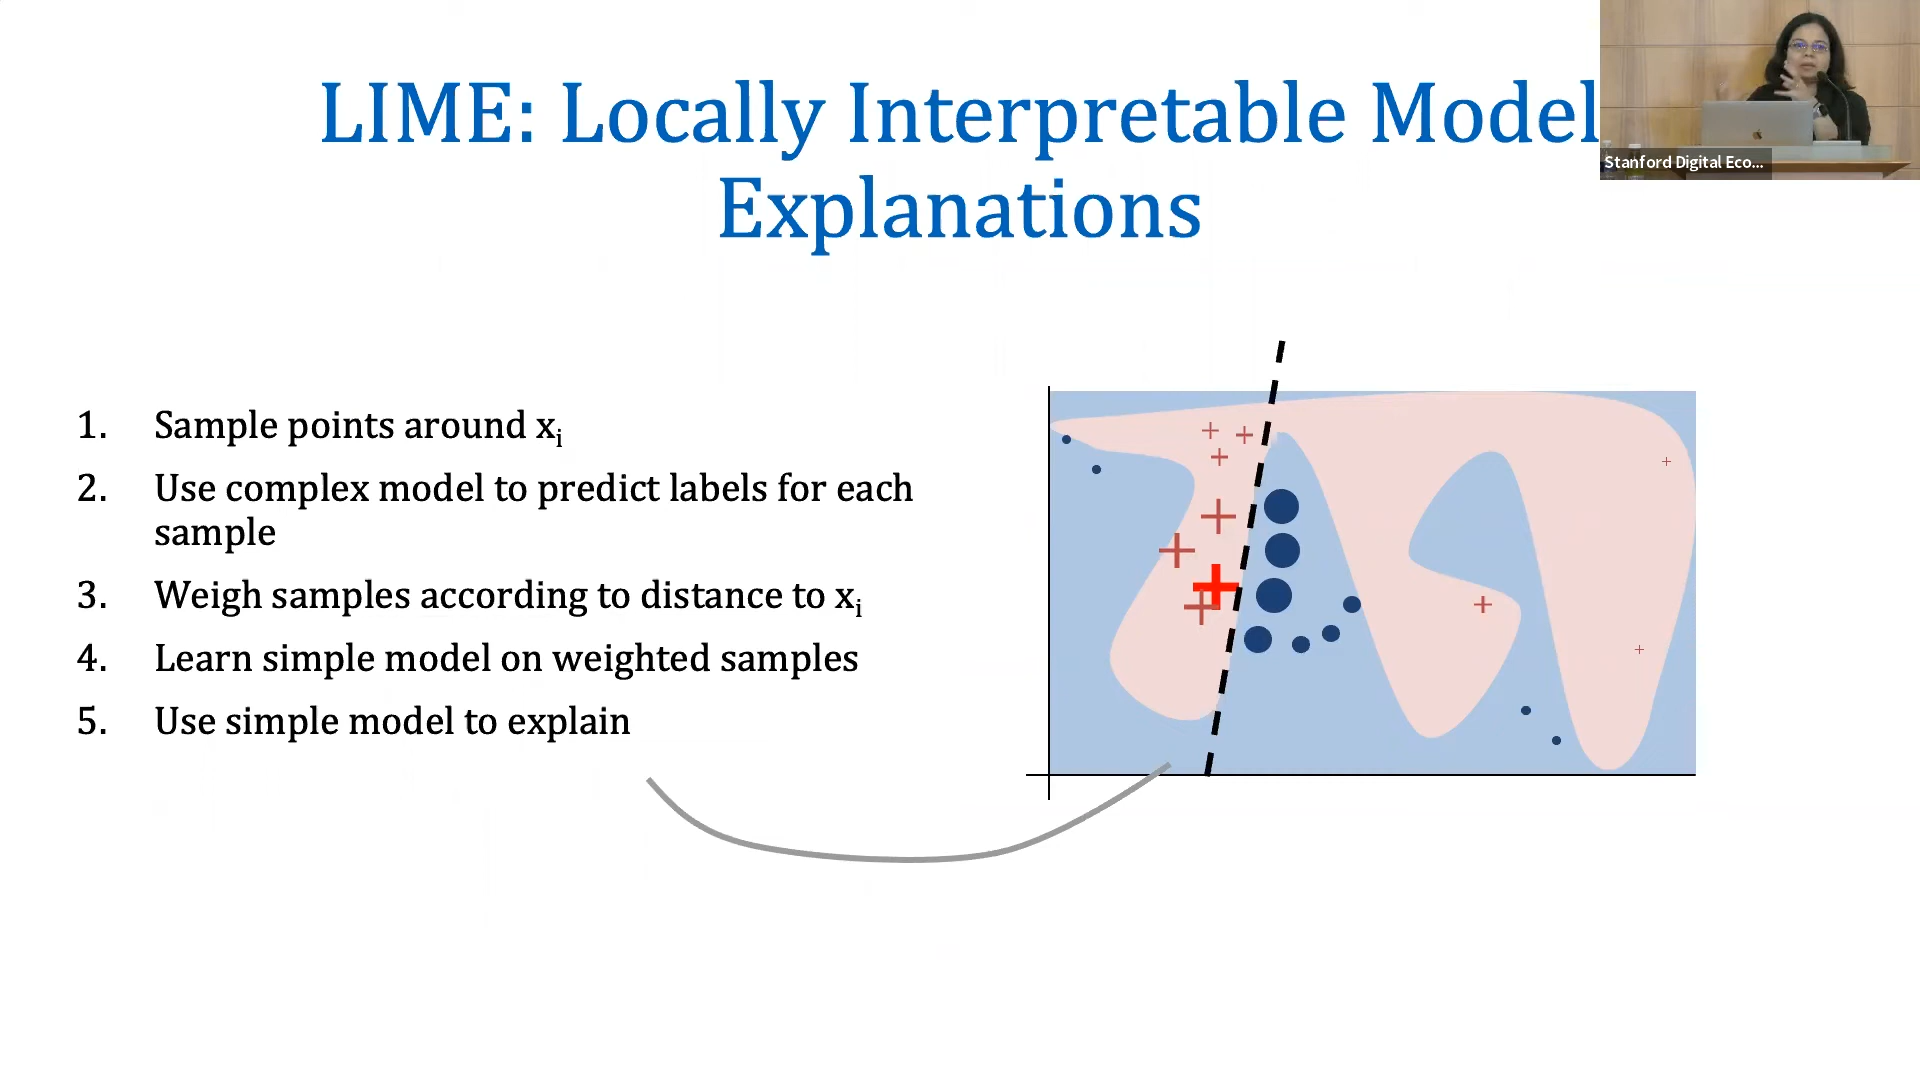 LIME: Locally Interpretable Model
Explanations
Stanford Digital Eco...
1. Sample points around xi
2. Use complex model to predict labels for each
sample
3. Weigh samples according to distance to xi
4. Learn simple model on weighted samples
5. Use simple model to explain